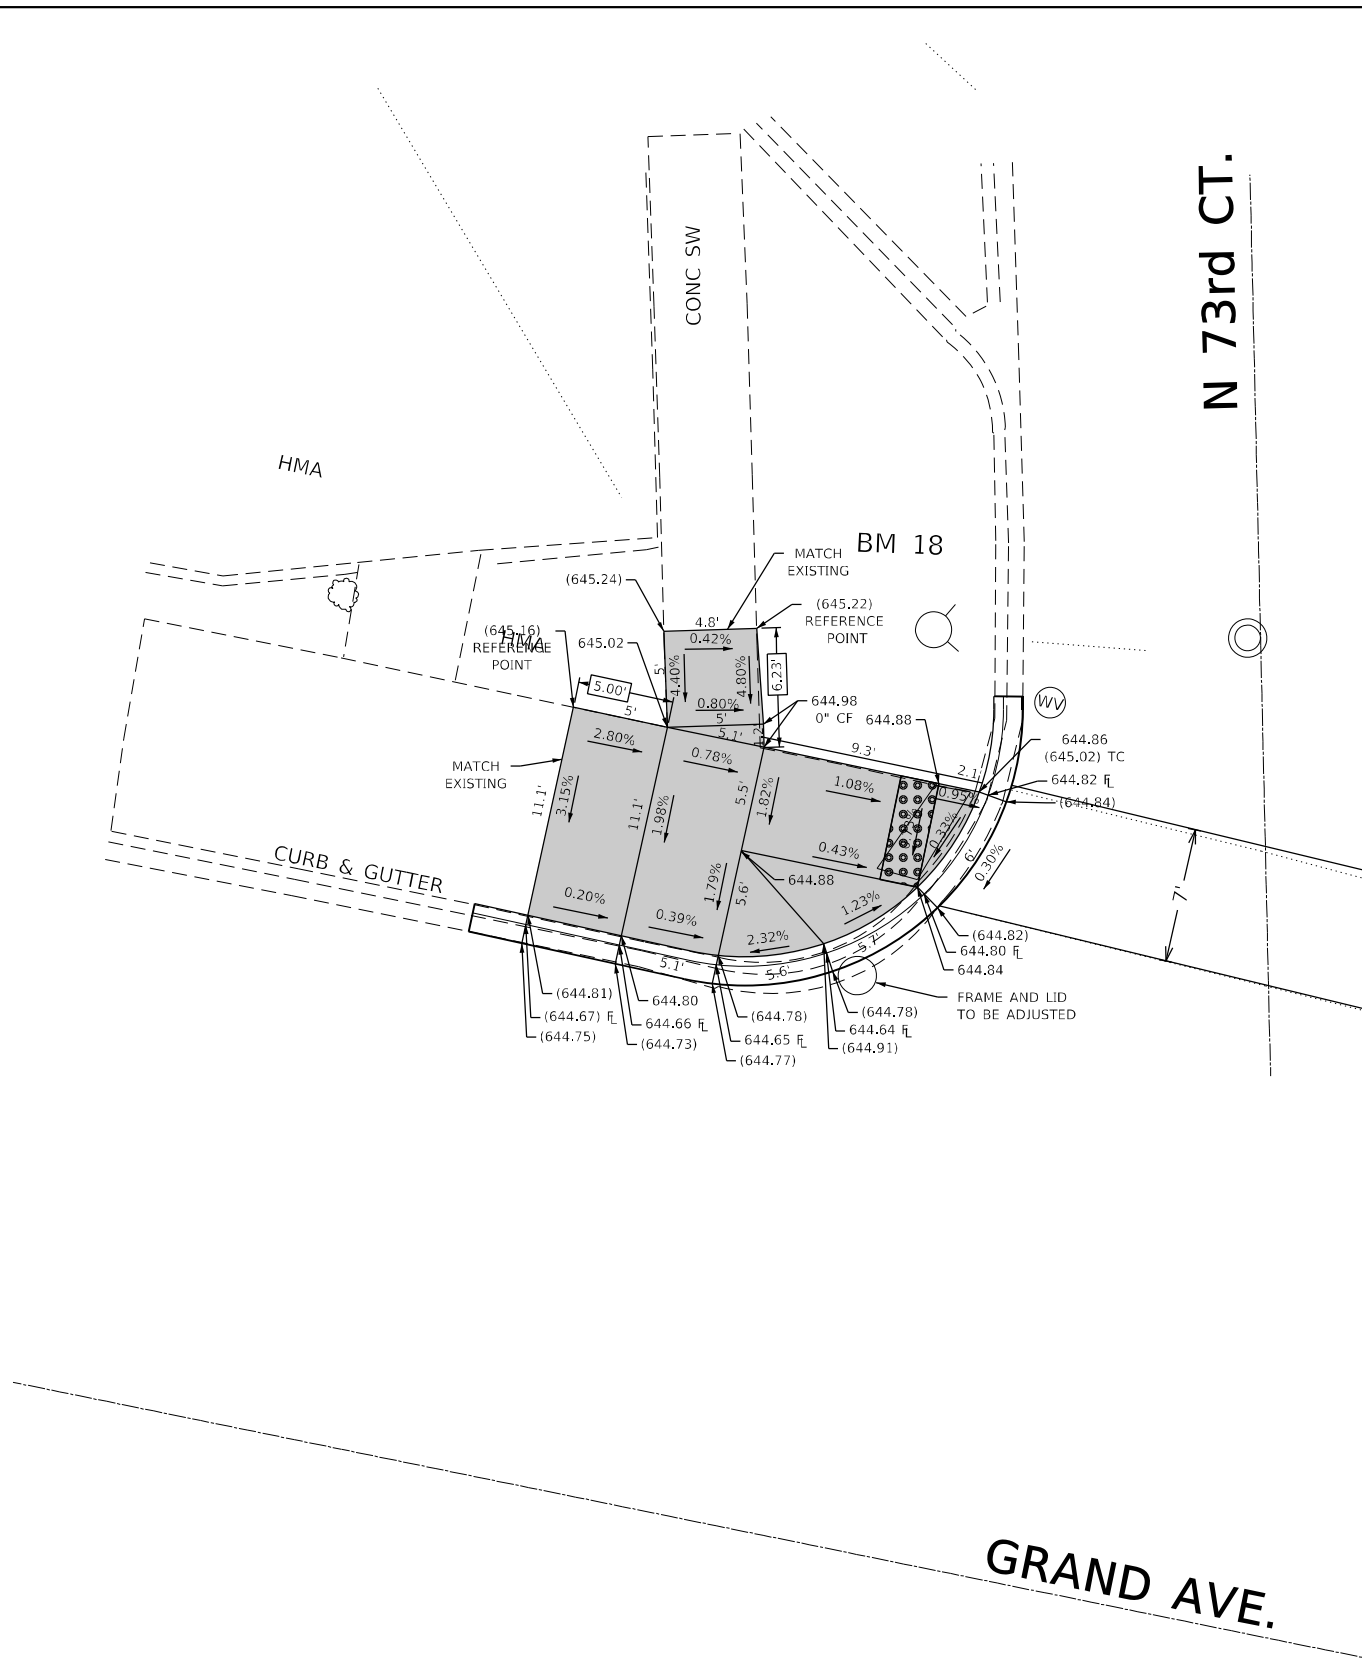 N 73rd CT.
CONC SW
HMA
BM 18
MATCH
EXISTING
(645.24)
(645.22)
REFERENCE
POINT
4.8'
0.42%
(645.16)
REFERENCE
POINT
HMA
645.02
5'
4.40%
4.80%
6.23'
5.00'
5'
0.80%
5'
5.1'
1.2'
644.98
0" CF
644.88
WV
644.86
(645.02) TC
644.82 FL
(644.84)
9.3'
2.1'
2.80%
0.78%
1.08%
0.95%
MATCH
EXISTING
11.1'
3.15%
11.1'
1.98%
5.5'
1.82%
0.33%
0.43%
6'
0.30%
7'
CURB & GUTTER
644.88
1.79%
5.6'
0.20%
0.39%
1.23%
2.32%
5.1'
5.6'
5.7'
(644.82)
644.80 FL
644.84
FRAME AND LID
TO BE ADJUSTED
(644.81)
(644.67) FL
(644.75)
644.80
644.66 FL
(644.73)
(644.78)
644.65 FL
(644.77)
(644.78)
644.64 FL
(644.91)
GRAND AVE.